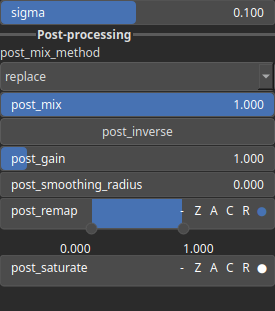 sigma 0.100
Post-processing
post_mix_method
replace
post_mix 1.000
post_inverse
post_gain 1.000
post_smoothing_radius 0.000
post_remap - Z A C R
0.000 1.000
post_saturate - Z A C R